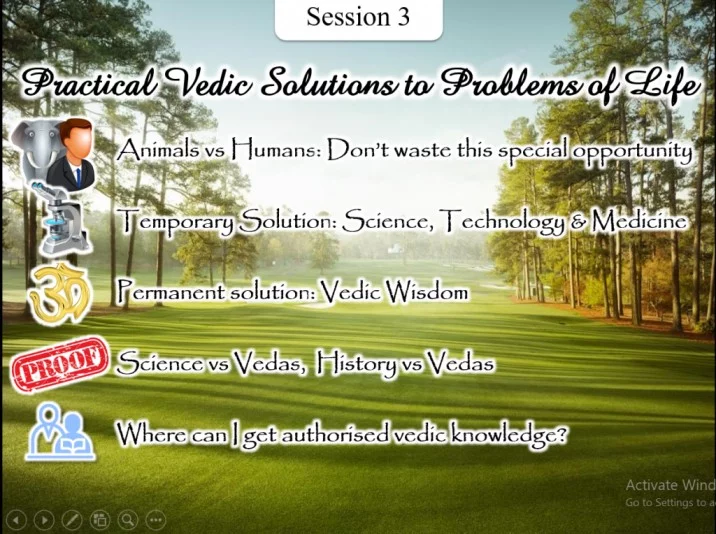 Session 3
Practical Vedic Solutions to Problems of Life
Animals vs Humans: Don't waste this special opportunity
Temporary Solution: Science, Technology & Medicine
Permanent solution: Vedic Wisdom
ॐ
PROOF
Science vs Vedas, History vs Vedas
Where can I get authorised vedic knowledge?
Activate Wind
Go to Settings to a